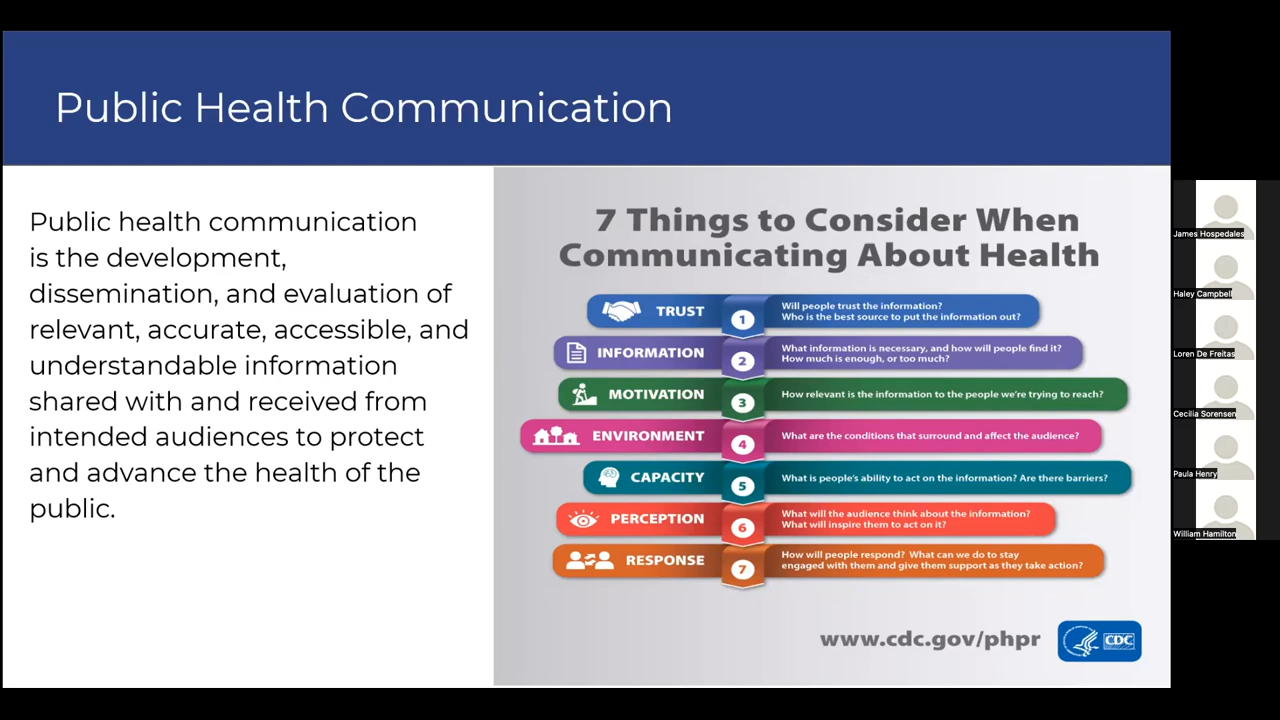 Public Health Communication
Public health communication
is the development,
dissemination, and evaluation of
relevant, accurate, accessible, and
understandable information
shared with and received from
intended audiences to protect
and advance the health of the
public.
7 Things to Consider When
Communicating About Health
TRUST
1
Will people trust the information?
Who is the best source to put the information out?
INFORMATION
2
What information is necessary, and how will people find it?
How much is enough, or too much?
MOTIVATION
3
How relevant is the information to the people we're trying to reach?
ENVIRONMENT
4
What are the conditions that surround and affect the audience?
CAPACITY
5
What is people's ability to act on the information? Are there barriers?
PERCEPTION
6
What will the audience think about the information?
What will inspire them to act on it?
RESPONSE
7
How will people respond? What can we do to stay
engaged with them and give them support as they take action?
www.cdc.gov/phpr
CDC
James Hospedales
Haley Campbell
Loren De Freitas
Cecilia Sorensen
Paula Henry
William Hamilton